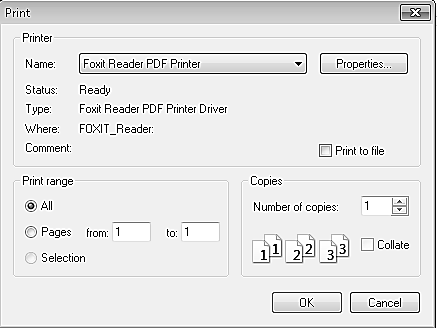 Print
Printer
Name: Foxit Reader PDF Printer Properties...
Status: Ready
Type: Foxit Reader PDF Printer Driver
Where: FOXIT_Reader:
Comment: Print to file
Print range
All
Pages from: 1 to: 1
Selection
Copies
Number of copies: 1
1 1 2 2 3 3 Collate
OK Cancel